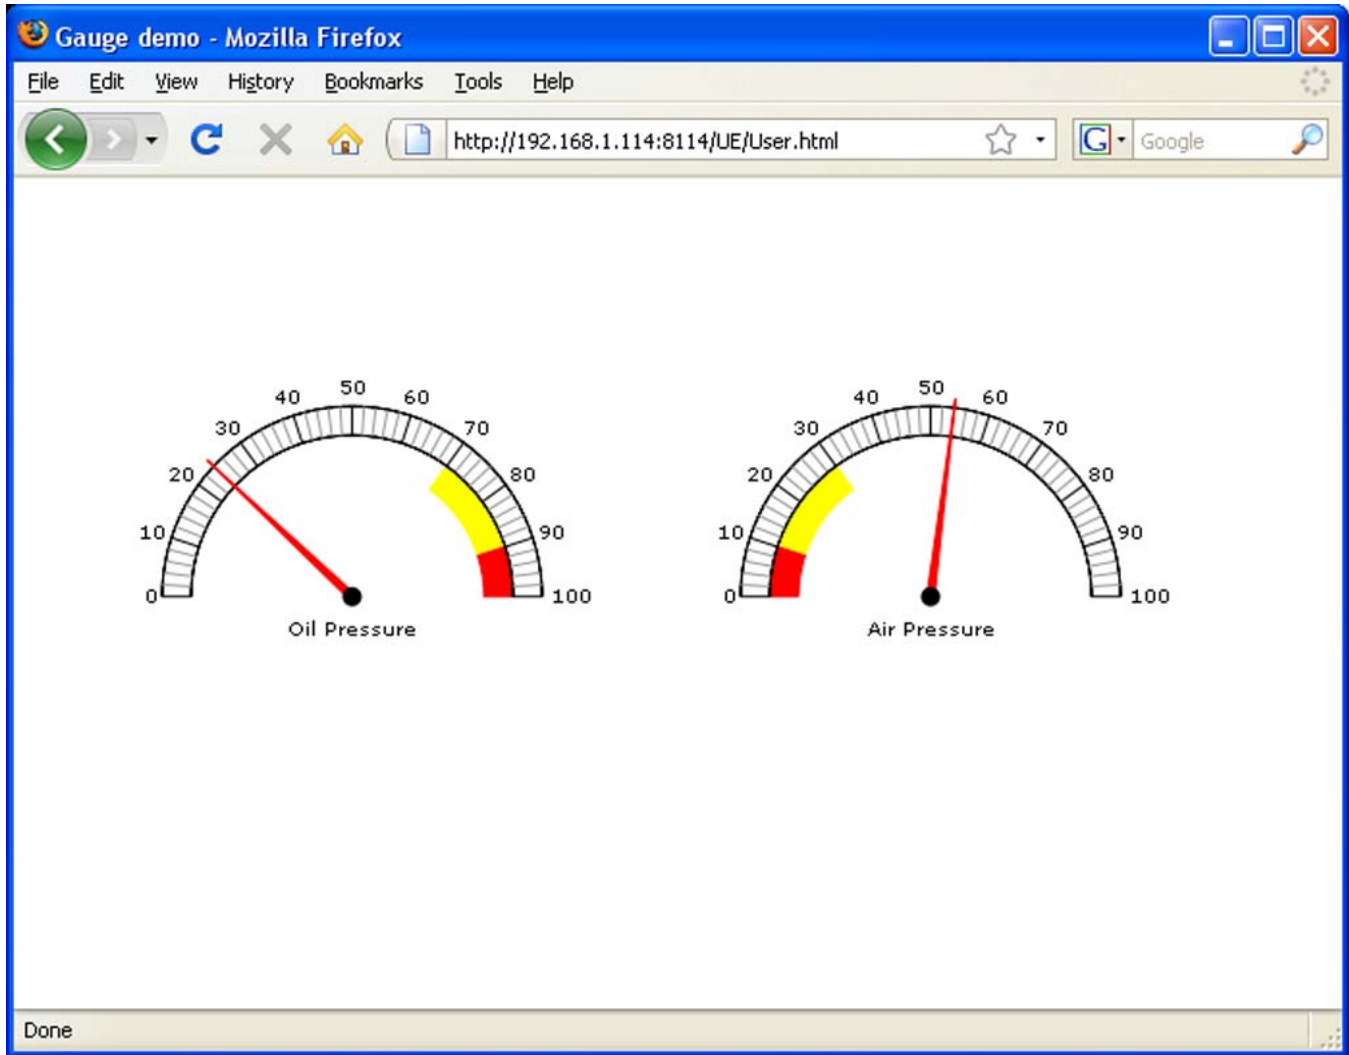 Gauge demo - Mozilla Firefox
File Edit View History Bookmarks Tools Help
http://192.168.1.114:8114/UE/User.html G Google
0 10 20 30 40 50 60 70 80 90 100
Oil Pressure
0 10 20 30 40 50 60 70 80 90 100
Air Pressure
Done